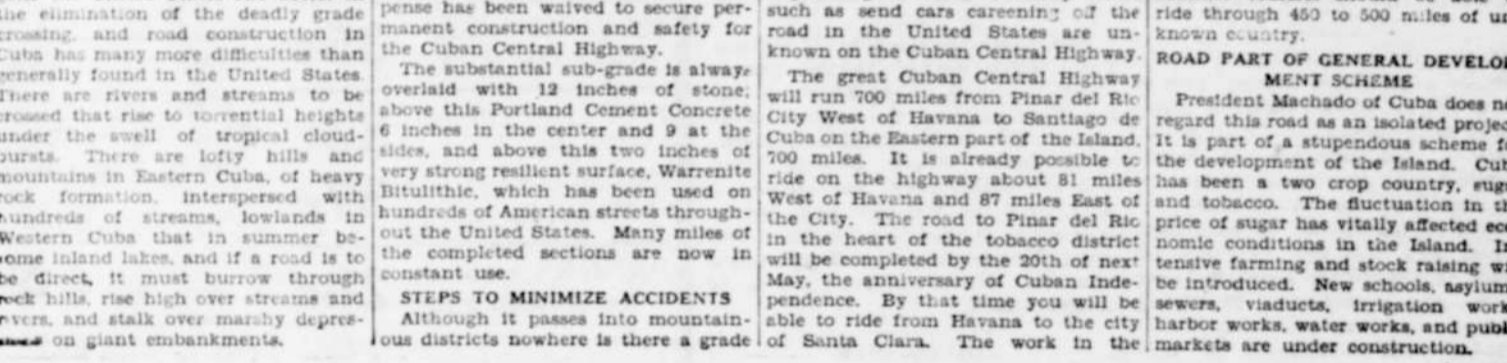 the elimination of the deadly grade
crossing, and road construction in
Cuba has many more difficulties than
generally found in the United States.
There are rivers and streams to be
crossed that rise to torrential heights
under the swell of tropical cloud-
bursts. There are lofty hills and
mountains in Eastern Cuba, of heavy
rock formation, interspersed with
hundreds of streams, lowlands in
Western Cuba that in summer be-
come inland lakes, and if a road is to
be direct, it must burrow through
rock hills, rise high over streams and
rivers, and stalk over marshy depres-
on giant embankments.
pense has been waived to secure per-
manent construction and safety for
the Cuban Central Highway.
The substantial sub-grade is always
overlaid with 12 inches of stone;
above this Portland Cement Concrete
6 inches in the center and 9 at the
sides, and above this two inches of
very strong resilient surface, Warrenite
Bitulithic, which has been used on
hundreds of American streets through-
out the United States. Many miles of
the completed sections are now in
constant use.
STEPS TO MINIMIZE ACCIDENTS
Although it passes into mountain-
ous districts nowhere is there a grade
such as send cars careening off the
road in the United States are un-
known on the Cuban Central Highway.
The great Cuban Central Highway
will run 700 miles from Pinar del Rio
City West of Havana to Santiago de
Cuba on the Eastern part of the Island,
700 miles. It is already possible to
ride on the highway about 81 miles
West of Havana and 87 miles East of
the City. The road to Pinar del Rio
in the heart of the tobacco district
will be completed by the 20th of next
May, the anniversary of Cuban Inde-
pendence. By that time you will be
able to ride from Havana to the city
of Santa Clara. The work in the
ride through 450 to 500 miles of un
known country.
ROAD PART OF GENERAL DEVELO
MENT SCHEME
President Machado of Cuba does n
regard this road as an isolated projec
It is part of a stupendous scheme f
the development of the Island. Cu
has been a two crop country, sug
and tobacco. The fluctuation in th
price of sugar has vitally affected eco
nomic conditions in the Island. In
tensive farming and stock raising wi
be introduced. New schools, asylum
sewers, viaducts, irrigation work
harbor works, water works, and publ
markets are under construction.